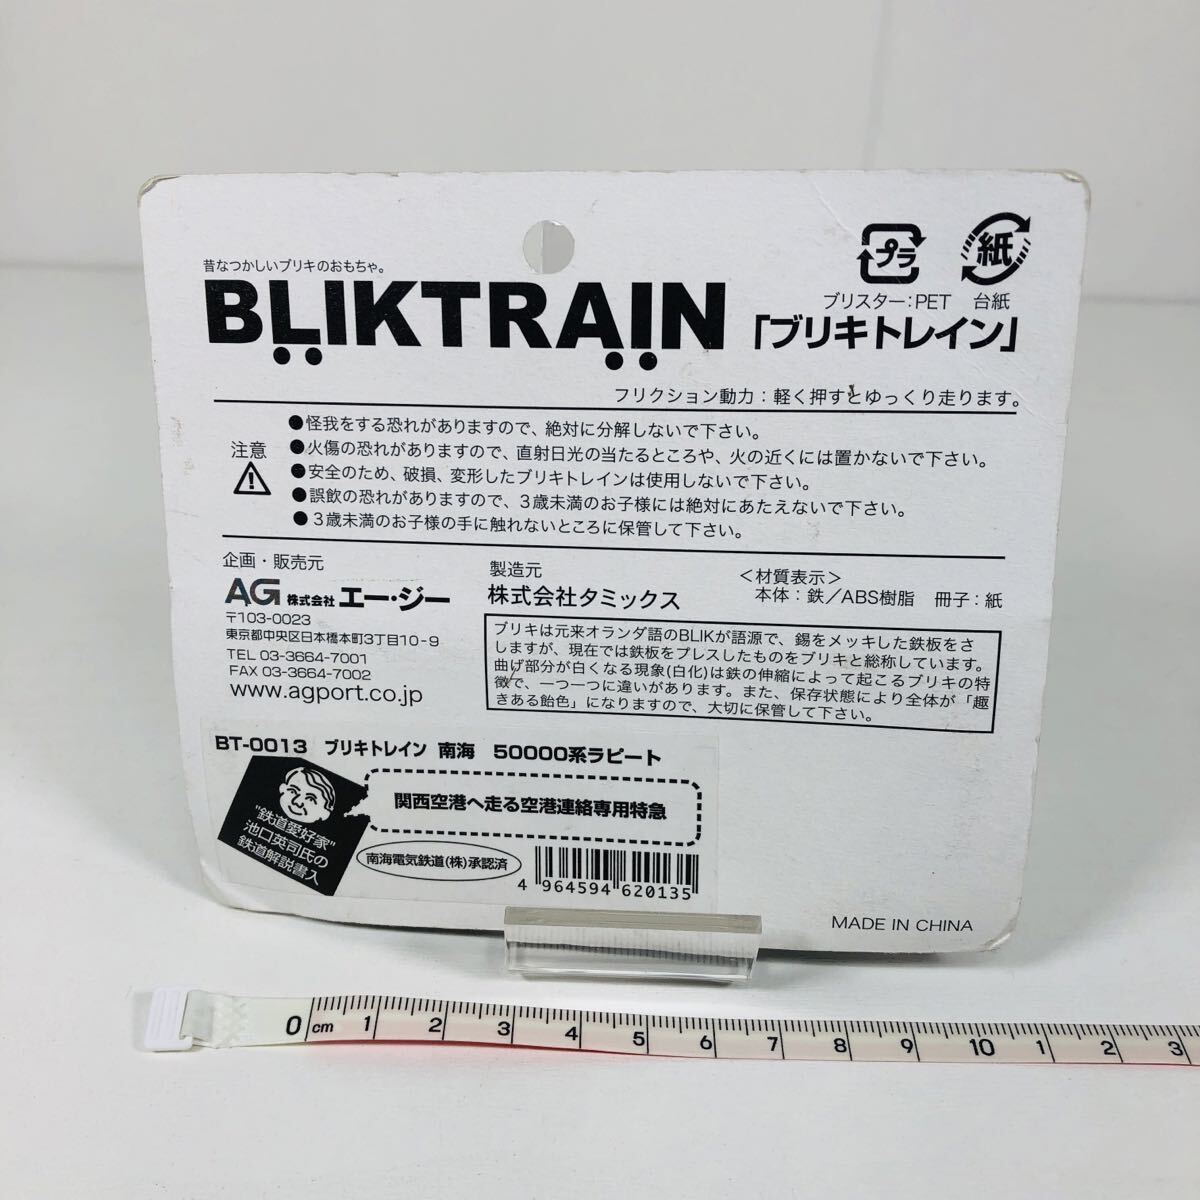 昔なつかしいブリキのおもちゃ。
BLIKTRAIN「ブリキトレイン」
プラ
紙
ブリスター：PET　台紙
フリクション動力：軽く押すとゆっくり走ります。
注意
●怪我をする恐れがありますので、絶対に分解しないで下さい。
●火傷の恐れがありますので、直射日光の当たるところや、火の近くには置かないで下さい。
●安全のため、破損、変形したブリキトレインは使用しないで下さい。
●誤飲の恐れがありますので、3歳未満のお子様には絶対にあたえないで下さい。
●3歳未満のお子様の手に触れないところに保管して下さい。
企画・販売元
AG 株式会社 エー・ジー
〒103-0023
東京都中央区日本橋本町3丁目10-9
TEL 03-3664-7001
FAX 03-3664-7002
www.agport.co.jp
製造元
株式会社タミックス
＜材質表示＞
本体：鉄／ABS樹脂　冊子：紙
ブリキは元来オランダ語のBLIKが語源で、錫をメッキした鉄板をさ
しますが、現在では鉄板をプレスしたものをブリキと総称しています。
曲げ部分が白くなる現象(白化)は鉄の伸縮によって起こるブリキの特
徴で、一つ一つに違いがあります。また、保存状態により全体が「趣
きある飴色」になりますので、大切に保管して下さい。
BT-0013　ブリキトレイン 南海　50000系ラピート
関西空港へ走る空港連絡専用特急
"鉄道愛好家"
池口英司氏の
鉄道解説書入
南海電気鉄道(株)承認済
4 964594 620135
MADE IN CHINA
0 cm 1 2 3 4 5 6 7 8 9 10 1 2 3